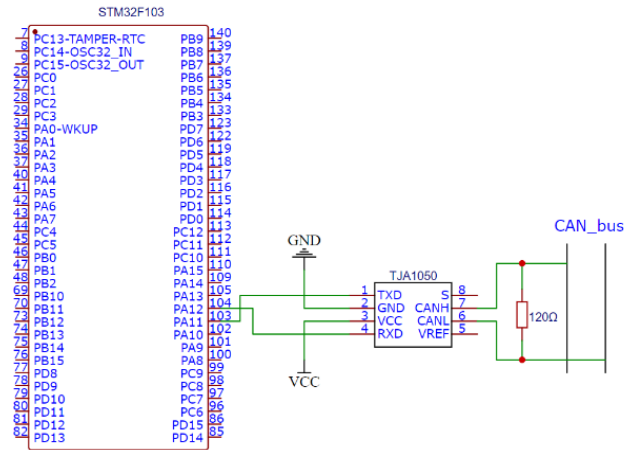 STM32F103
7 PC13-TAMPER-RTC PB9 140
8 PC14-OSC32_IN PB8 139
9 PC15-OSC32_OUT PB7 137
26 PC0 PB6 136
27 PC1 PB5 135
28 PC2 PB4 134
29 PC3 PB3 133
34 PA0-WKUP PD7 123
35 PA1 PD6 122
36 PA2 PD5 119
37 PA3 PD4 118
40 PA4 PD3 117
41 PA5 PD2 116
42 PA6 PD1 115
43 PA7 PD0 114
44 PC4 PC12 113
45 PC5 PC11 112
46 PB0 PC10 111
47 PB1 PA15 110
48 PB2 PA14 109
69 PB10 PA13 105
70 PB11 PA12 104
73 PB12 PA11 103
74 PB13 PA10 102
75 PB14 PA9 101
76 PB15 PA8 100
77 PD8 PC9 99
78 PD9 PC8 98
79 PD10 PC7 97
80 PD11 PC6 96
81 PD12 PD15 86
82 PD13 PD14 85
GND
VCC
TJA1050
1 TXD S 8
2 GND CANH 7
3 VCC CANL 6
4 RXD VREF 5
120Ω
CAN_bus